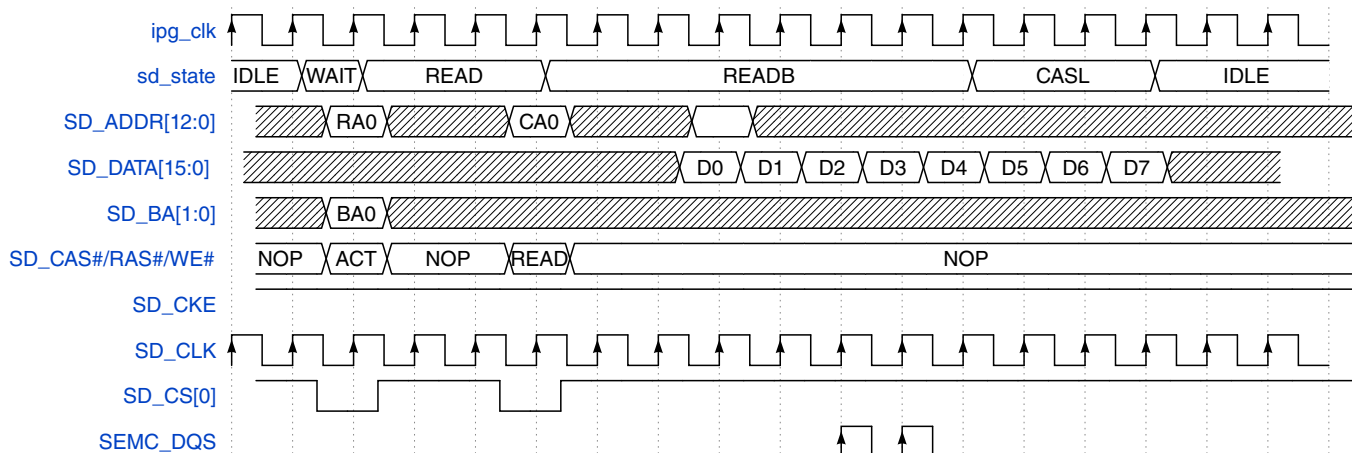 ipg_clk
sd_state IDLE WAIT READ READB CASL IDLE
SD_ADDR[12:0] RA0 CA0
SD_DATA[15:0] D0 D1 D2 D3 D4 D5 D6 D7
SD_BA[1:0] BA0
SD_CAS#/RAS#/WE# NOP ACT NOP READ NOP
SD_CKE
SD_CLK
SD_CS[0]
SEMC_DQS